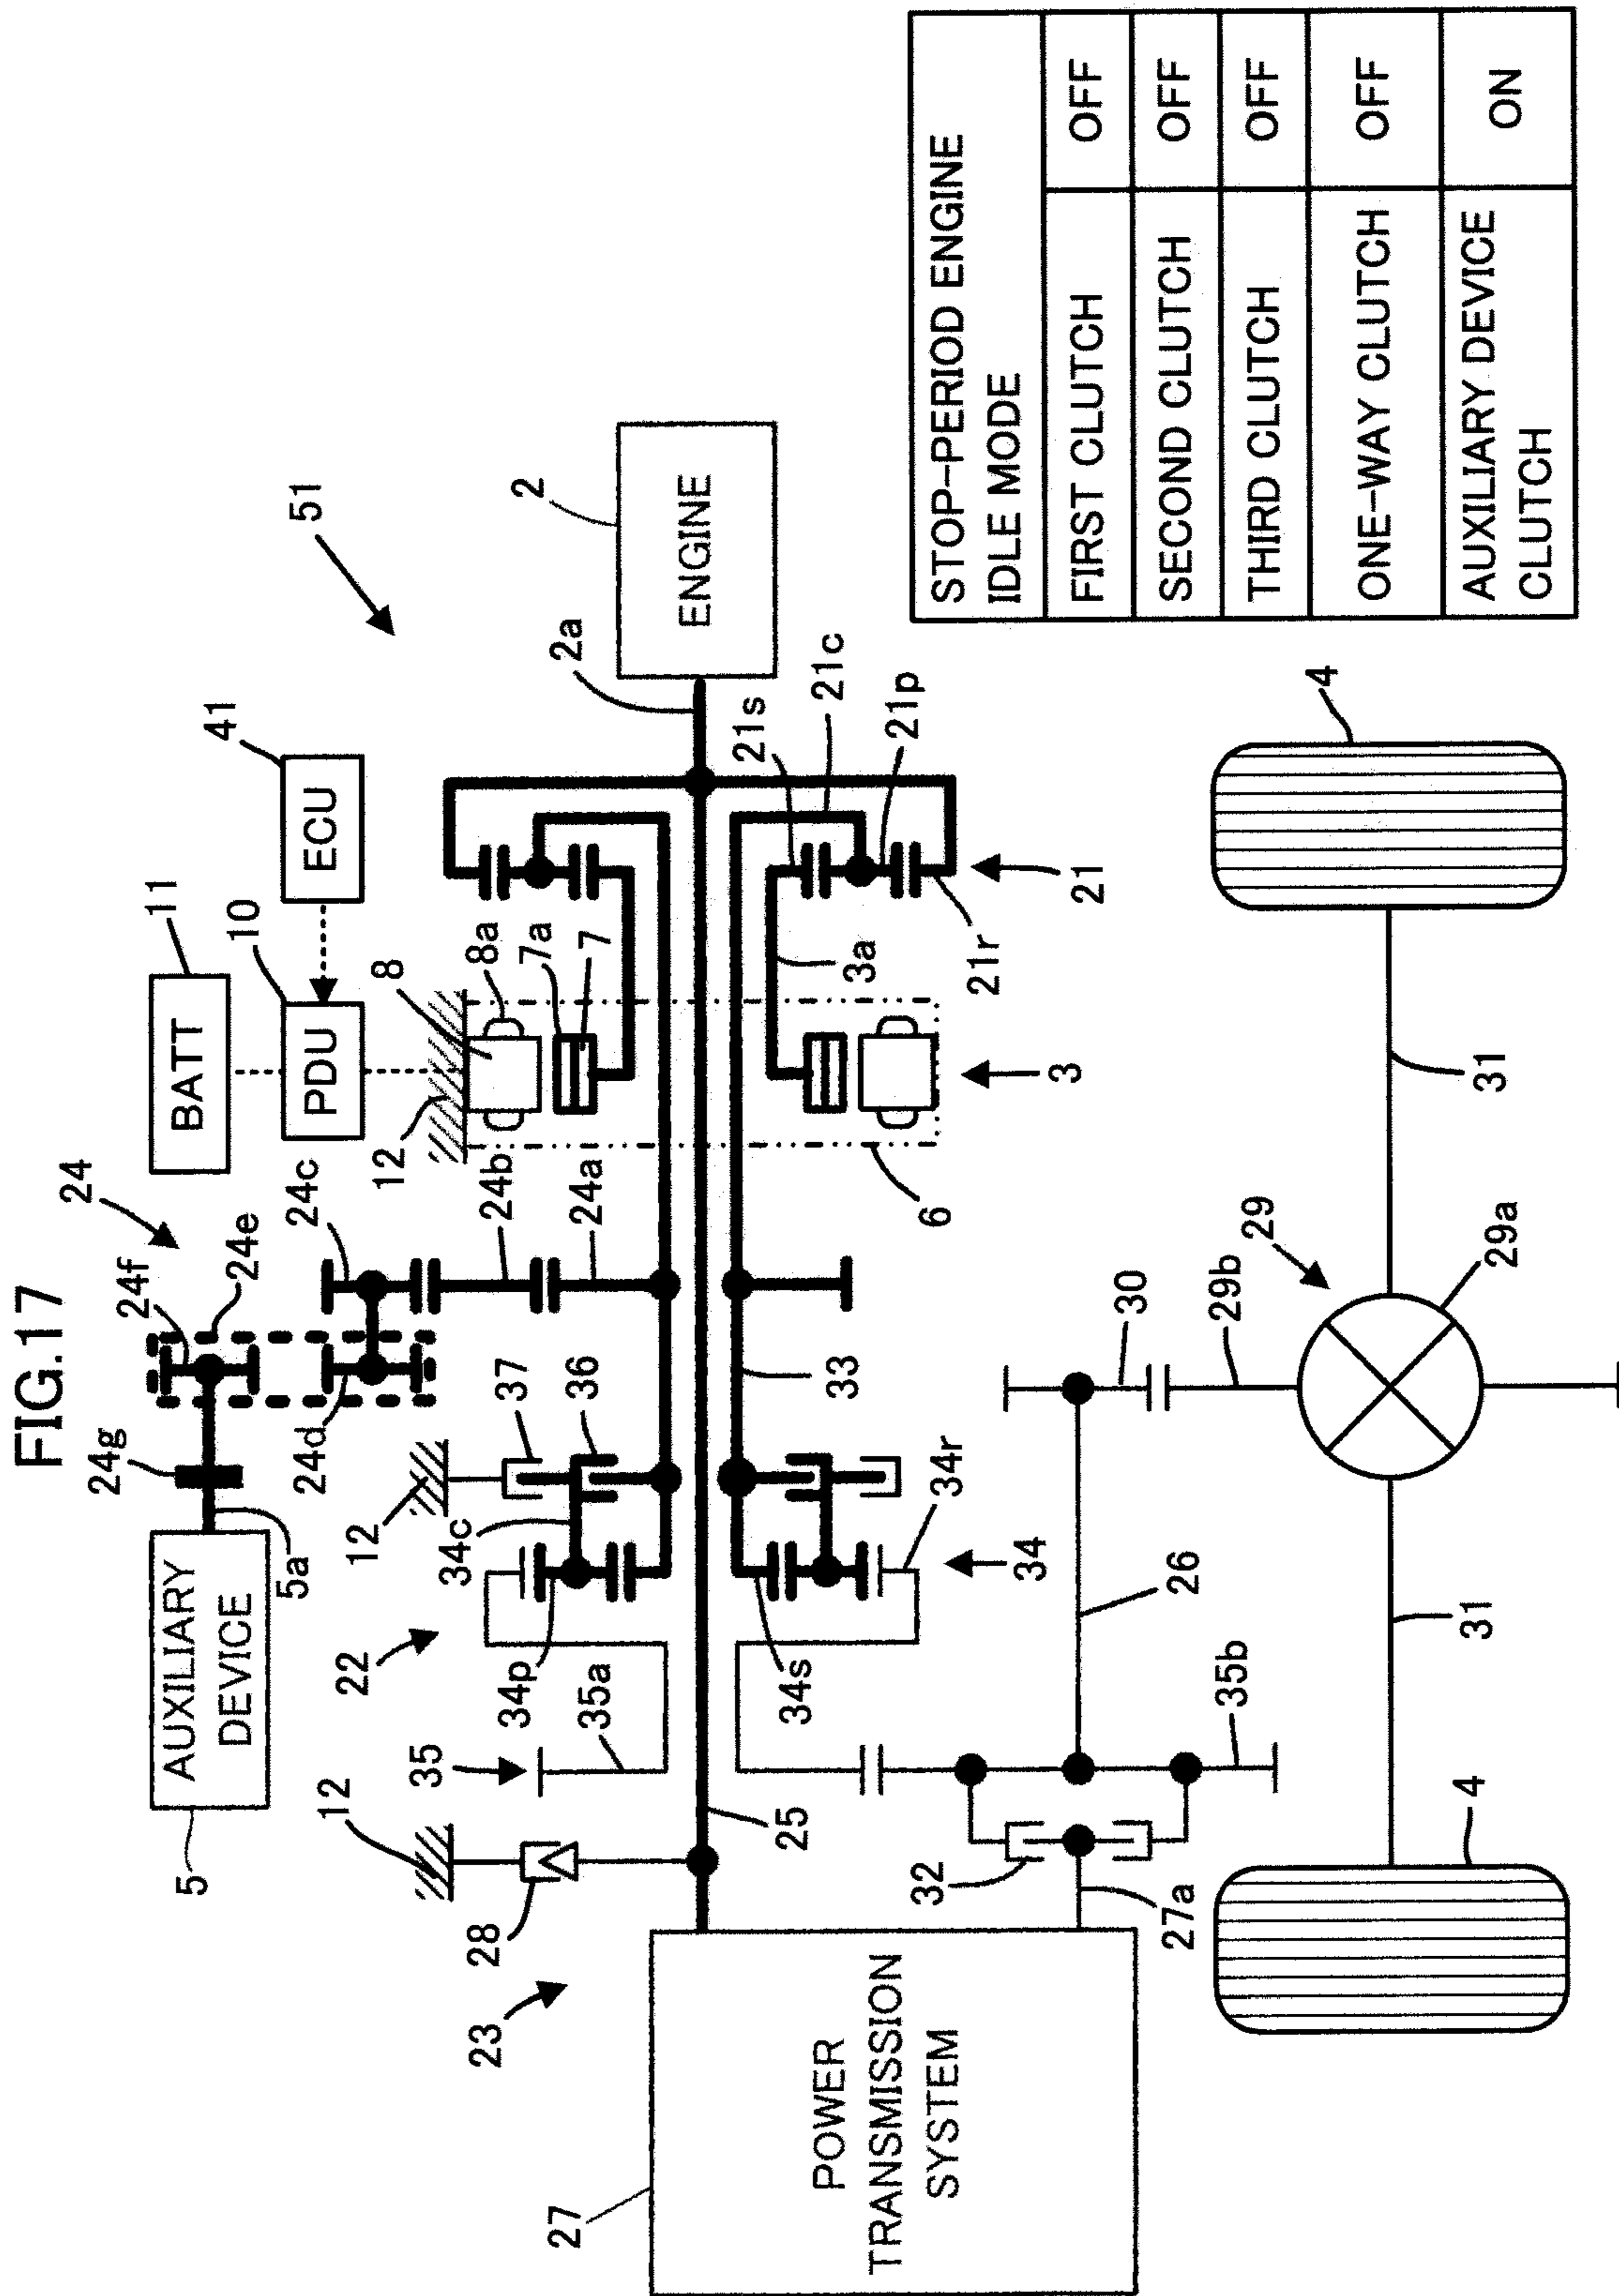 FIG.17
51
24
24c
24f
24e
24g
24d
24b
24a
AUXILIARY
DEVICE
5
5a
BATT
11
PDU
10
ECU
41
12
8
8a
7a
7
2
ENGINE
2a
21s
21c
21p
21r
21
3a
3
6
12
37
36
34c
34p
34r
34s
34
33
22
35
35a
35b
12
28
25
23
27
POWER
TRANSMISSION
SYSTEM
27a
32
26
30
29b
29
29a
31
31
4
4
STOP-PERIOD ENGINE
IDLE MODE
FIRST CLUTCH OFF
SECOND CLUTCH OFF
THIRD CLUTCH OFF
ONE-WAY CLUTCH OFF
AUXILIARY DEVICE
CLUTCH ON